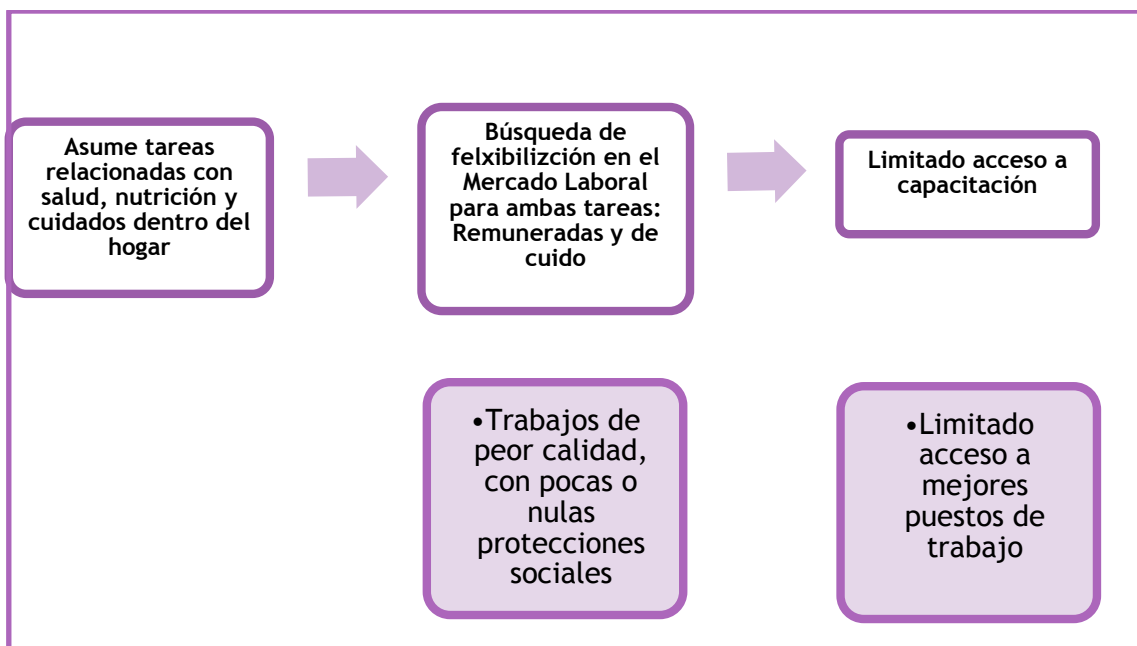 Asume tareas
relacionadas con
salud, nutrición y
cuidados dentro del
hogar
Búsqueda de
felxibilizción en el
Mercado Laboral
para ambas tareas:
Remuneradas y de
cuido
Limitado acceso a
capacitación
•Trabajos de
peor calidad,
con pocas o
nulas
protecciones
sociales
•Limitado
acceso a
mejores
puestos de
trabajo